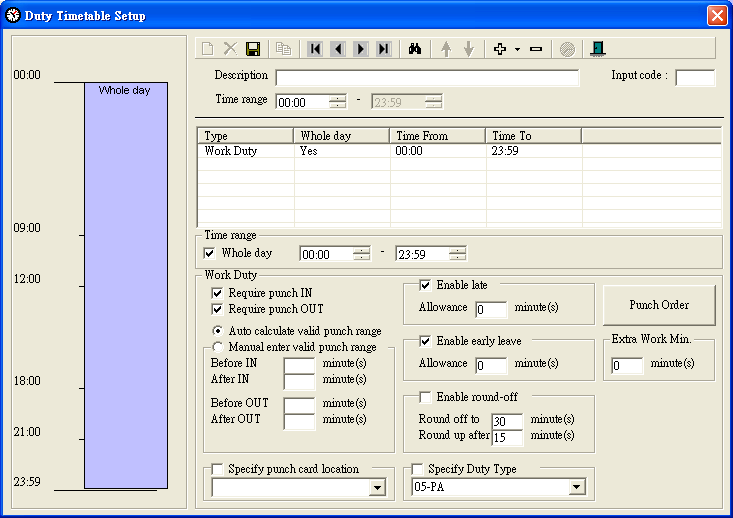 Duty Timetable Setup
00:00
Whole day
09:00
12:00
18:00
21:00
23:59
Description
Input code :
Time range 00:00 - 23:59
Type Whole day Time From Time To
Work Duty Yes 00:00 23:59
Time range
Whole day 00:00 - 23:59
Work Duty
Require punch IN
Require punch OUT
Auto calculate valid punch range
Manual enter valid punch range
Before IN minute(s)
After IN minute(s)
Before OUT minute(s)
After OUT minute(s)
Specify punch card location
Enable late
Allowance 0 minute(s)
Enable early leave
Allowance 0 minute(s)
Enable round-off
Round off to 30 minute(s)
Round up after 15 minute(s)
Specify Duty Type
05-PA
Punch Order
Extra Work Min.
0 minute(s)